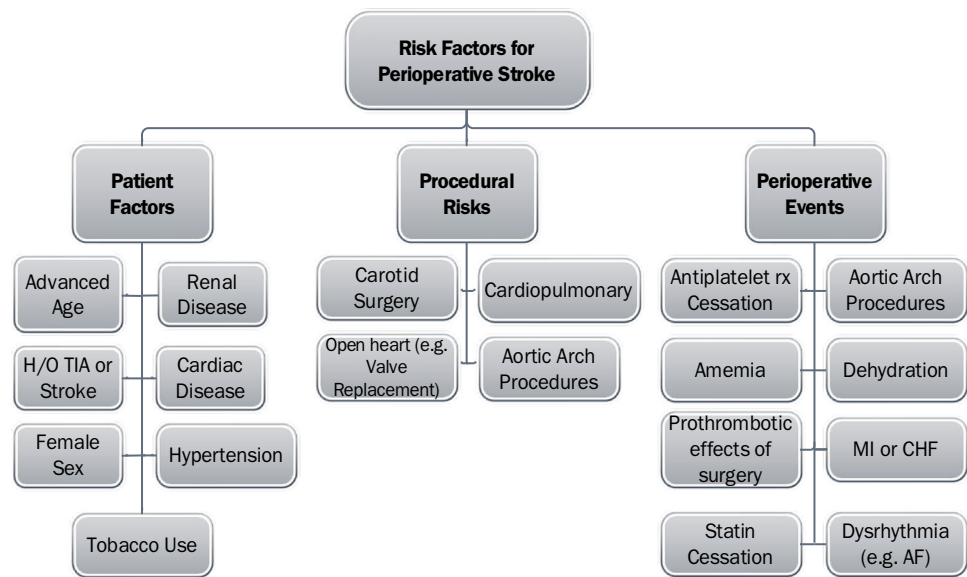 Risk Factors for
Perioperative Stroke
Patient
Factors
Procedural
Risks
Perioperative
Events
Advanced
Age
Renal
Disease
H/O TIA or
Stroke
Cardiac
Disease
Female
Sex
Hypertension
Tobacco Use
Carotid
Surgery
Cardiopulmonary
Open heart (e.g.
Valve
Replacement)
Aortic Arch
Procedures
Antiplatelet rx
Cessation
Aortic Arch
Procedures
Amemia
Dehydration
Prothrombotic
effects of
surgery
MI or CHF
Statin
Cessation
Dysrhythmia
(e.g. AF)